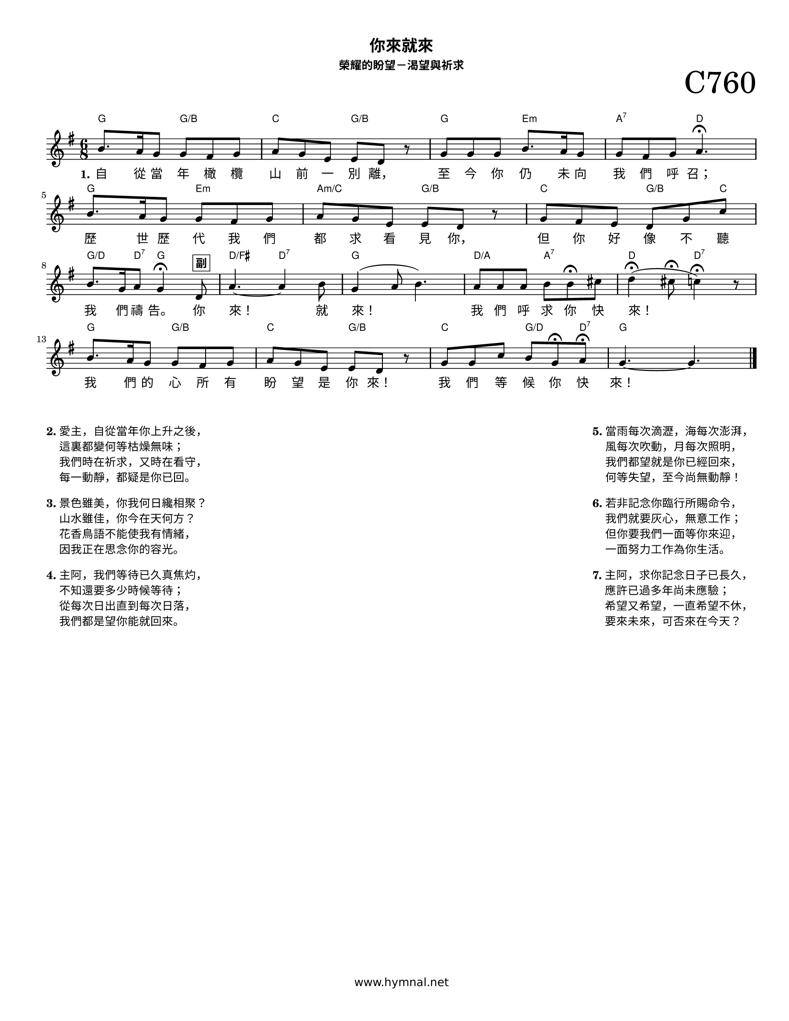 你來就來
榮耀的盼望－渴望與祈求
C760
G G/B C G/B G Em A7 D
6
8
1. 自 從當 年 橄 欖 山 前 一 別 離， 至 今 你 仍 未 向 我 們 呼 召；
G Em Am/C G/B C G/B C
5
歷 世 歷 代 我 們 都 求 看 見 你， 但 你 好 像 不 聽
G/D D7 G 副 D/F♯ D7 G D/A A7 D D7
8
我 們 禱 告。 你 來！ 就 來！ 我 們 呼 求 你 快 來！
G G/B C G/B C G/D D7 G
13
我 們 的 心 所 有 盼 望 是 你 來！ 我 們 等 候 你 快 來！
2. 愛主，自從當年你上升之後，
這裏都變何等枯燥無味；
我們時在祈求，又時在看守，
每一動靜，都疑是你已回。
3. 景色雖美，你我何日纔相聚？
山水雖佳，你今在天何方？
花香鳥語不能使我有情緒，
因我正在思念你的容光。
4. 主阿，我們等待已久真焦灼，
不知還要多少時候等待；
從每次日出直到每次日落，
我們都是望你能就回來。
5. 當雨每次滴瀝，海每次澎湃，
風每次吹動，月每次照明，
我們都望就是你已經回來，
何等失望，至今尚無動靜！
6. 若非記念你臨行所賜命令，
我們就要灰心，無意工作；
但你要我們一面等你來迎，
一面努力工作為你生活。
7. 主阿，求你記念日子已長久，
應許已過多年尚未應驗；
希望又希望，一直希望不休，
要來未來，可否來在今天？
www.hymnal.net